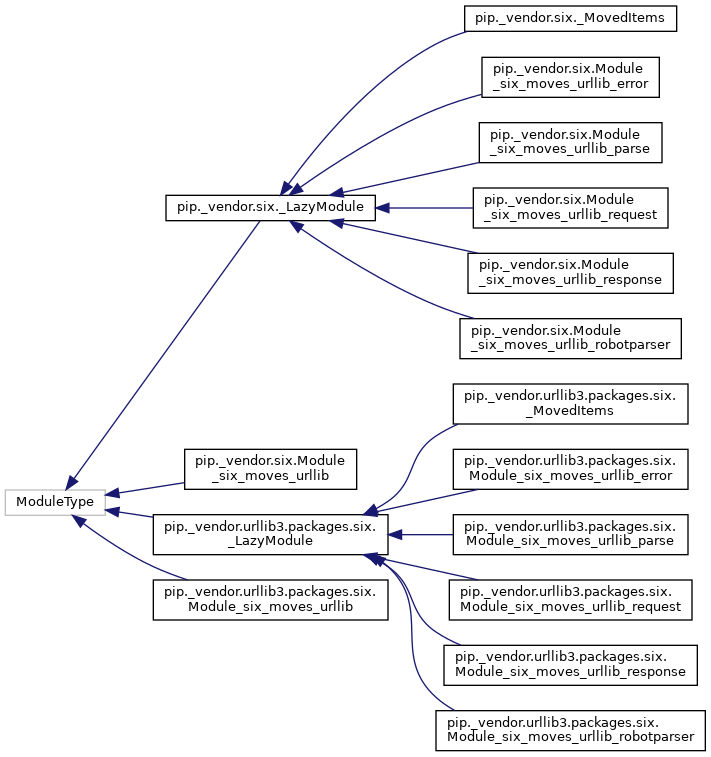 pip._vendor.six._MovedItems
pip._vendor.six.Module
_six_moves_urllib_error
pip._vendor.six.Module
_six_moves_urllib_parse
pip._vendor.six._LazyModule
pip._vendor.six.Module
_six_moves_urllib_request
pip._vendor.six.Module
_six_moves_urllib_response
pip._vendor.six.Module
_six_moves_urllib_robotparser
pip._vendor.urllib3.packages.six.
_MovedItems
pip._vendor.six.Module
_six_moves_urllib
pip._vendor.urllib3.packages.six.
Module_six_moves_urllib_error
ModuleType
pip._vendor.urllib3.packages.six.
_LazyModule
pip._vendor.urllib3.packages.six.
Module_six_moves_urllib_parse
pip._vendor.urllib3.packages.six.
Module_six_moves_urllib
pip._vendor.urllib3.packages.six.
Module_six_moves_urllib_request
pip._vendor.urllib3.packages.six.
Module_six_moves_urllib_response
pip._vendor.urllib3.packages.six.
Module_six_moves_urllib_robotparser